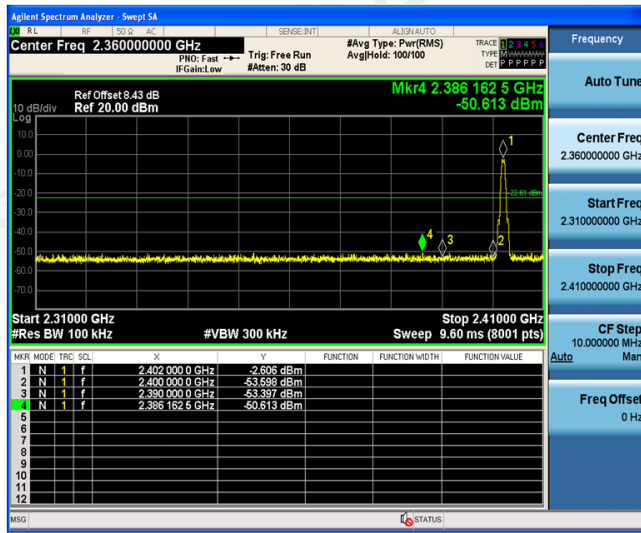 Agilent Spectrum Analyzer - Swept SA
LXI RL RF 50 Ω AC SENSE:INT ALIGN AUTO
Center Freq 2.360000000 GHz
PNO: Fast
IFGain:Low
Trig: Free Run
#Atten: 30 dB
#Avg Type: Pwr(RMS)
Avg|Hold: 100/100
TRACE 1 2 3 4 5 6
TYPE M WWWWW
DET P P P P P P
Frequency
Auto Tune
Center Freq
2.360000000 GHz
Start Freq
2.310000000 GHz
Stop Freq
2.410000000 GHz
CF Step
10.000000 MHz
Auto Man
Freq Offset
0 Hz
Mkr4 2.386 162 5 GHz
-50.613 dBm
Ref Offset 8.43 dB
10 dB/div Ref 20.00 dBm
Log
10.0
0.00
-10.0
-20.0
-30.0
-40.0
-50.0
-60.0
-70.0
1
-22.61 dBm
4
3
2
Start 2.31000 GHz Stop 2.41000 GHz
#Res BW 100 kHz #VBW 300 kHz Sweep 9.60 ms (8001 pts)
MKR MODE TRC SCL X Y FUNCTION FUNCTION WIDTH FUNCTION VALUE
1 N 1 f 2.402 000 0 GHz -2.606 dBm
2 N 1 f 2.400 000 0 GHz -53.598 dBm
3 N 1 f 2.390 000 0 GHz -53.397 dBm
4 N 1 f 2.386 162 5 GHz -50.613 dBm
5
6
7
8
9
10
11
12
MSG STATUS